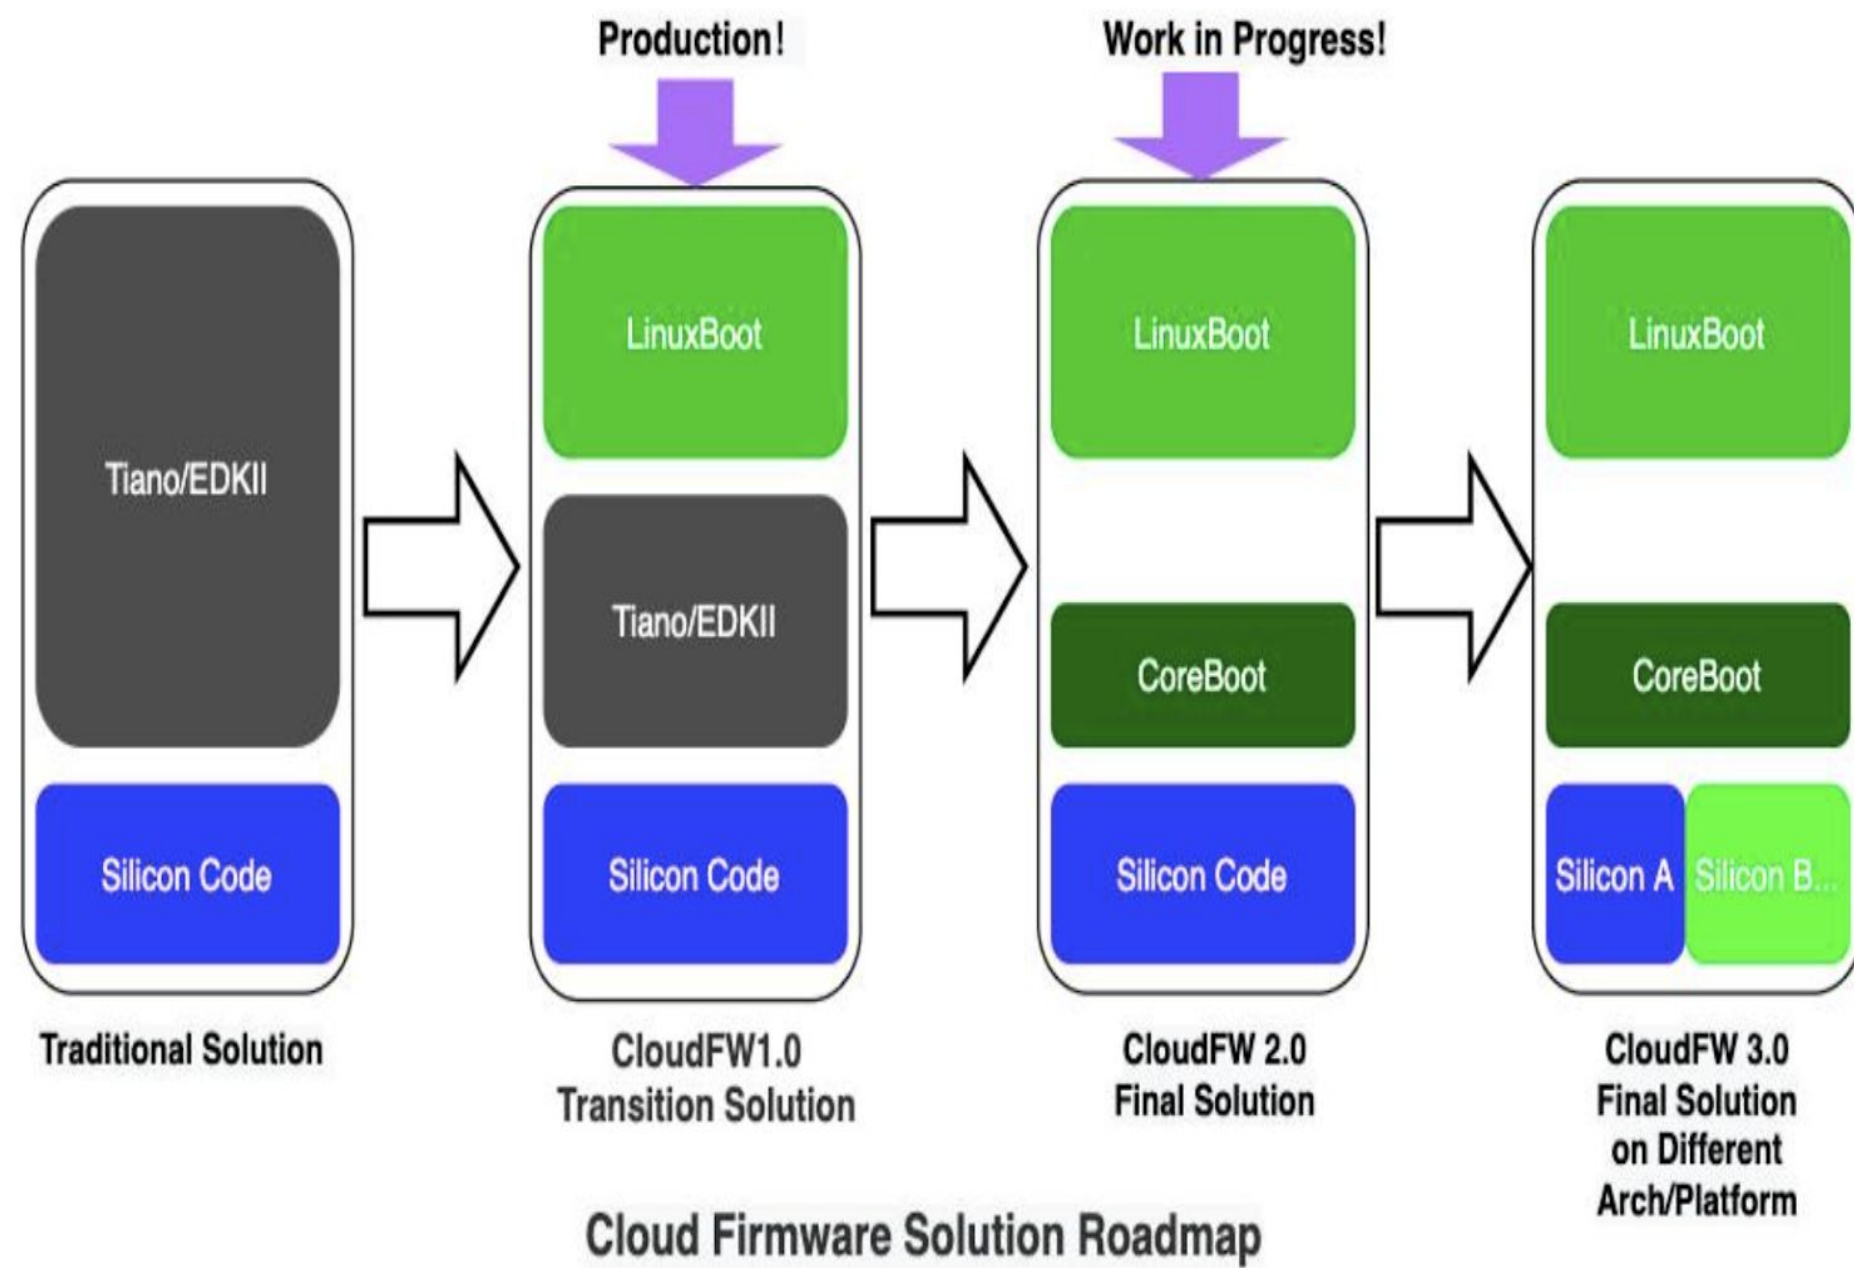 Production!
Work in Progress!
Tiano/EDKII
Silicon Code
Traditional Solution
LinuxBoot
Tiano/EDKII
Silicon Code
CloudFW1.0
Transition Solution
LinuxBoot
CoreBoot
Silicon Code
CloudFW 2.0
Final Solution
LinuxBoot
CoreBoot
Silicon A
Silicon B...
CloudFW 3.0
Final Solution
on Different
Arch/Platform
Cloud Firmware Solution Roadmap